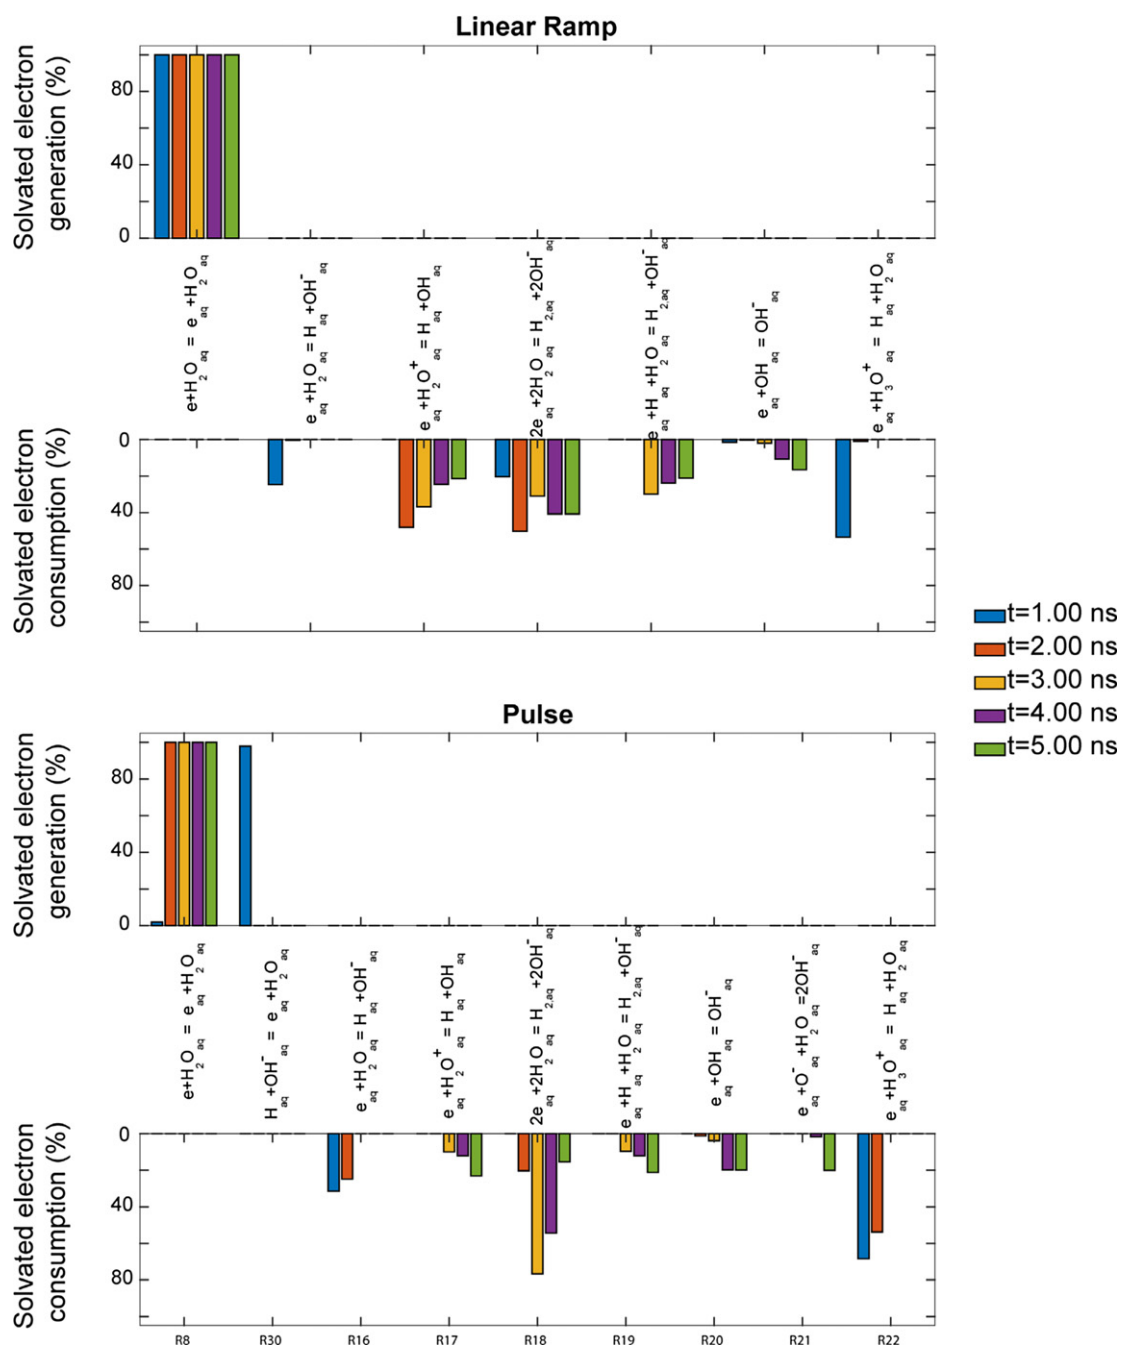 Linear Ramp
Solvated electron
generation (%)
80
40
0
e+H2Oaq = eaq+H2Oaq
eaq+H2Oaq=Haq+OH-aq
eaq+H2O+aq=Haq+OHaq
2eaq+2H2Oaq=H2,aq+2OH-aq
eaq+Haq+H2Oaq=H2,aq+OH-aq
eaq+OHaq=OH-aq
eaq+H3O+aq = Haq+H2Oaq
Solvated electron
consumption (%)
0
40
80
t=1.00 ns
t=2.00 ns
t=3.00 ns
t=4.00 ns
t=5.00 ns
Pulse
Solvated electron
generation (%)
80
40
0
e+H2Oaq = eaq+H2Oaq
Haq+OH-aq = eaq+H2Oaq
eaq+H2Oaq=Haq+OH-aq
eaq+H2O+aq=Haq+OHaq
2eaq+2H2Oaq=H2,aq+2OH-aq
eaq+Haq+H2Oaq=H2,aq+OH-aq
eaq+OHaq=OH-aq
eaq+O-aq+H2Oaq=2OH-aq
eaq+H3O+aq = Haq+H2Oaq
Solvated electron
consumption (%)
0
40
80
R8 R30 R16 R17 R18 R19 R20 R21 R22